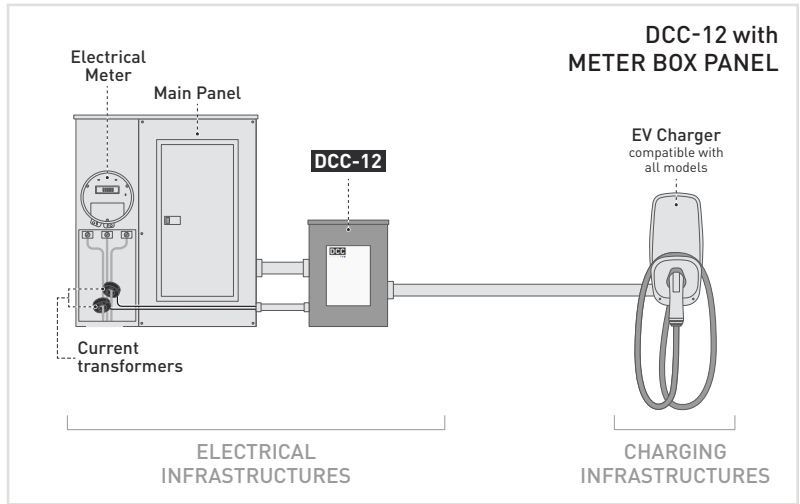 DCC-12 with
METER BOX PANEL
Electrical
Meter
Main Panel
DCC-12
EV Charger
compatible with
all models
DCC
Current
transformers
ELECTRICAL
INFRASTRUCTURES
CHARGING
INFRASTRUCTURES